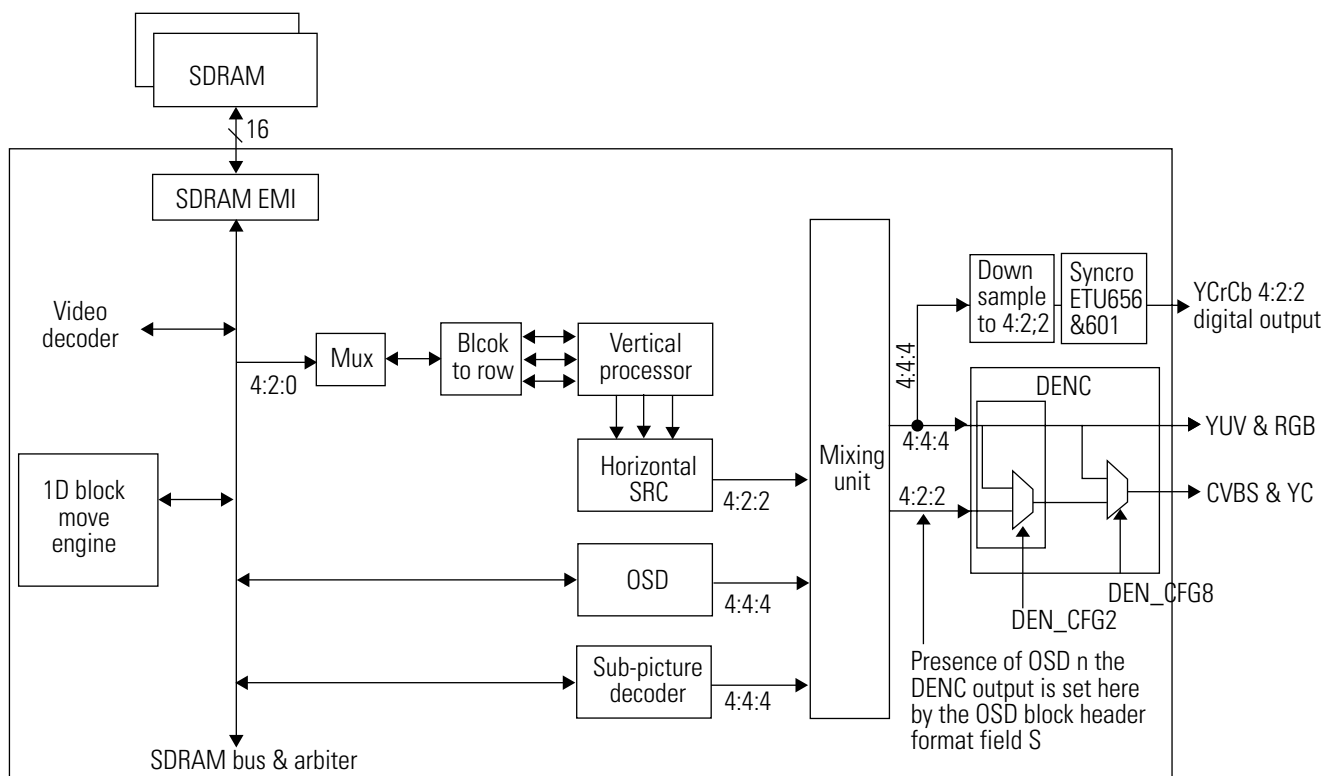 SDRAM
16
SDRAM EMI
Video
decoder
4:2:0
Mux
Blcok
to row
Vertical
processor
Horizontal
SRC
4:2:2
1D block
move
engine
OSD
4:4:4
Sub-picture
decoder
4:4:4
SDRAM bus & arbiter
Mixing
unit
4:4:4
4:4:4
4:2:2
Down
sample
to 4:2;2
Syncro
ETU656
&601
YCrCb 4:2:2
digital output
DENC
YUV & RGB
CVBS & YC
DEN_CFG8
DEN_CFG2
Presence of OSD n the
DENC output is set here
by the OSD block header
format field S